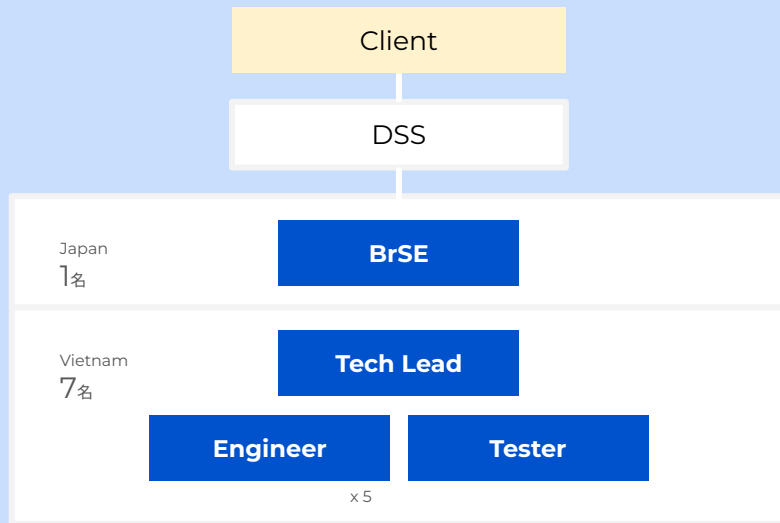 Client
DSS
Japan
1名
BrSE
Vietnam
7名
Tech Lead
Engineer
Tester
x 5